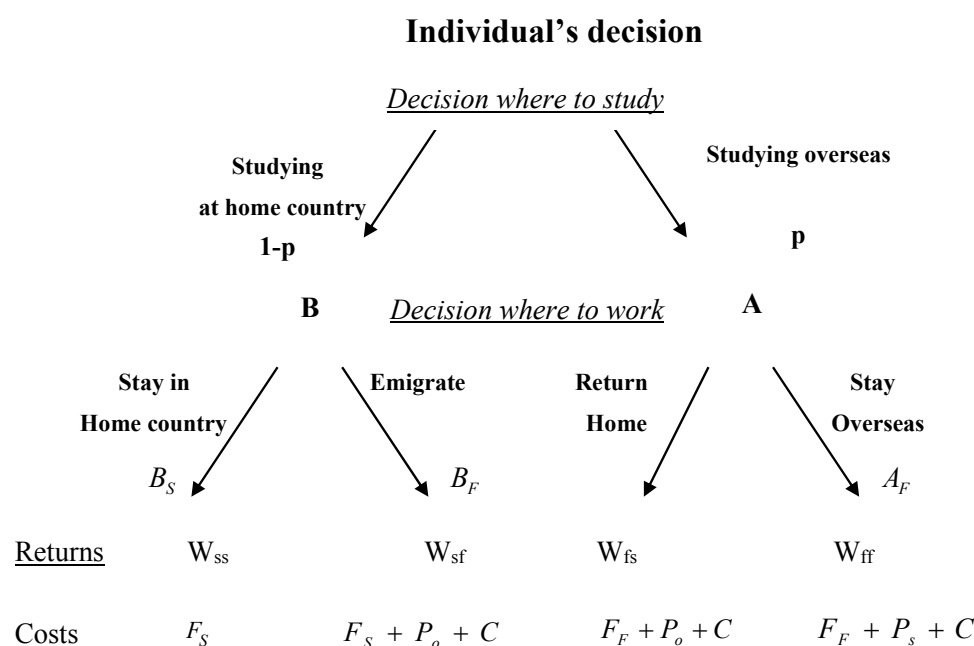 Individual’s decision
Decision where to study
Studying
at home country
1-p
Studying overseas
p
B
Decision where to work
A
Stay in
Home country
Emigrate
Return
Home
Stay
Overseas
B_S
B_F
A_F
Returns W_ss W_sf W_fs W_ff
Costs F_S F_S + P_o + C F_F + P_o + C F_F + P_s + C